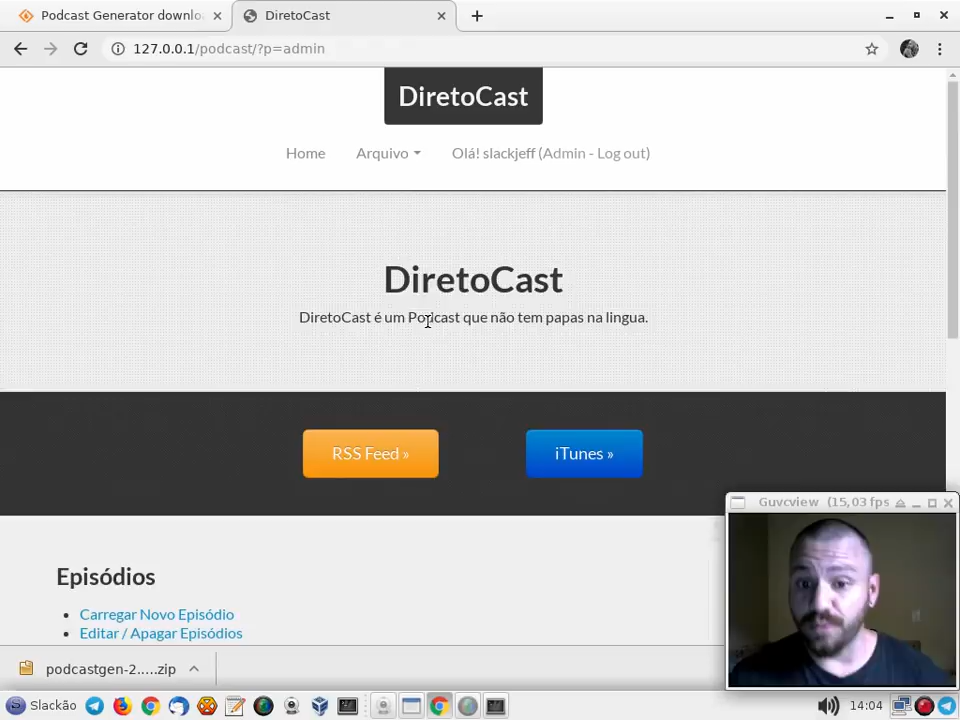 Podcast Generator downlo
DiretoCast
127.0.0.1/podcast/?p=admin
DiretoCast
Home
Arquivo
Olá! slackjeff (Admin - Log out)
DiretoCast
DiretoCast é um Podcast que não tem papas na lingua.
RSS Feed »
iTunes »
Guvcview (15,03 fps
Episódios
Carregar Novo Episódio
Editar / Apagar Episódios
podcastgen-2.....zip
Slackão
14:04